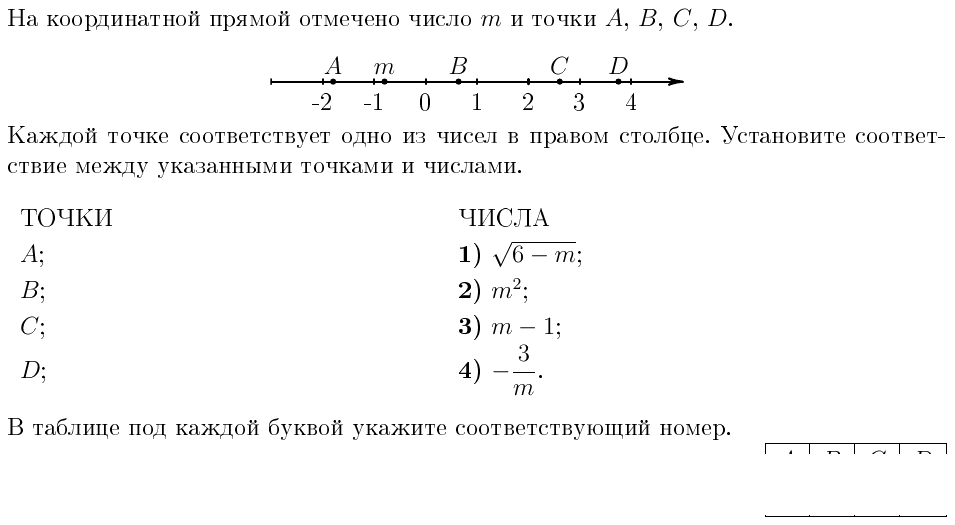 На координатной прямой отмечено число m и точки A, B, C, D.
A m B C D
-2 -1 0 1 2 3 4
Каждой точке соответствует одно из чисел в правом столбце. Установите соответ-
ствие между указанными точками и числами.
ТОЧКИ ЧИСЛА
A; 1) √(6 − m);
B; 2) m²;
C; 3) m − 1;
D; 4) −3/m.
В таблице под каждой буквой укажите соответствующий номер.